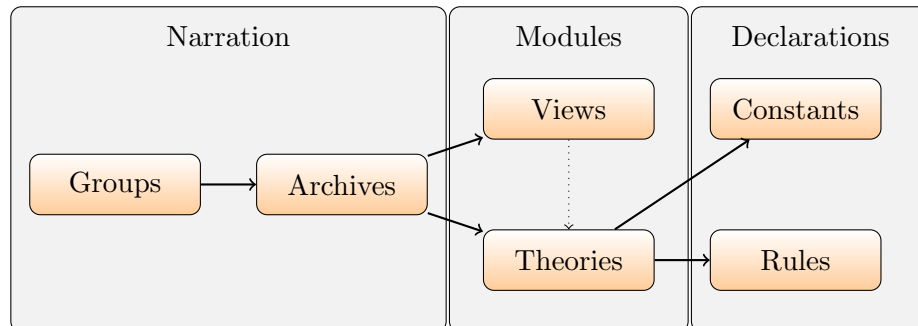 Narration
Modules
Declarations
Views
Constants
Groups
Archives
Theories
Rules